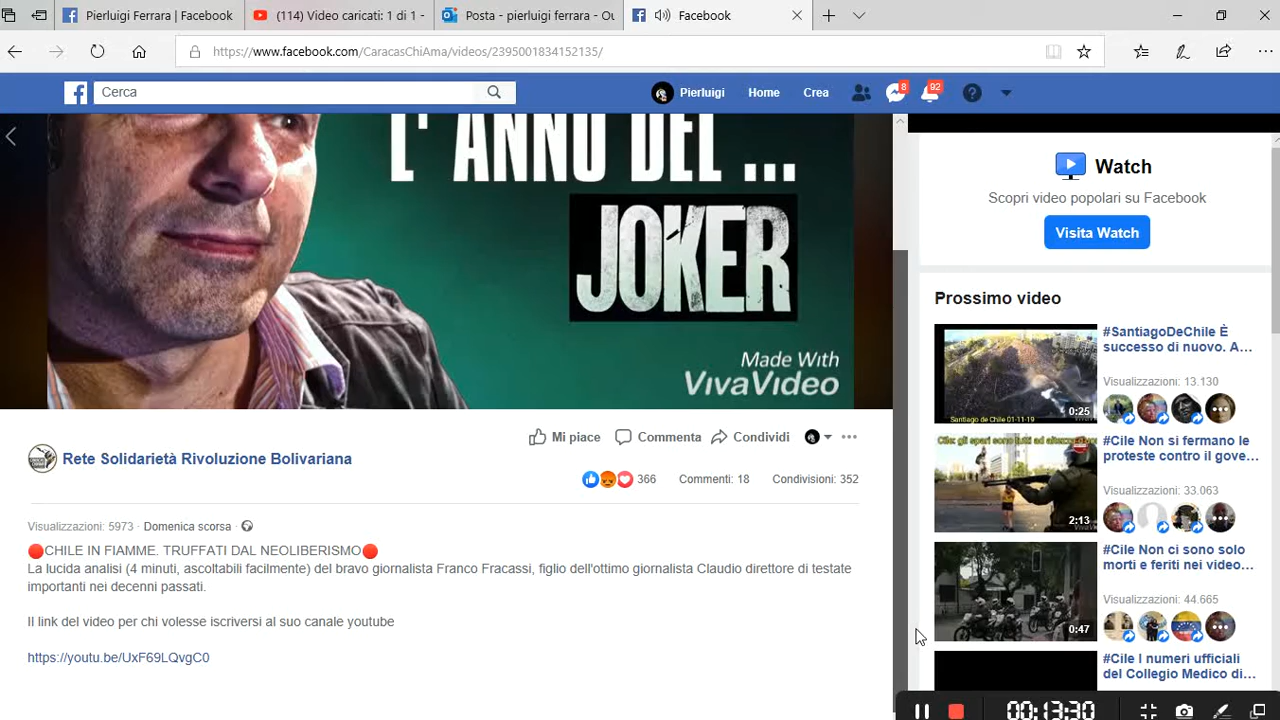 Pierluigi Ferrara | Facebook
(114) Video caricati: 1 di 1 -
Posta - pierluigi ferrara - Ou
Facebook
https://www.facebook.com/CaracasChiAma/videos/2395001834152135/
Cerca
Pierluigi
Home
Crea
8
92
L'ANNO DEL ...
JOKER
Made With
VivaVideo
Mi piace
Commenta
Condividi
Rete Solidarietà Rivoluzione Bolivariana
366
Commenti: 18
Condivisioni: 352
Visualizzazioni: 5973 · Domenica scorsa ·
🔴CHILE IN FIAMME. TRUFFATI DAL NEOLIBERISMO🔴
La lucida analisi (4 minuti, ascoltabili facilmente) del bravo giornalista Franco Fracassi, figlio dell'ottimo giornalista Claudio direttore di testate
importanti nei decenni passati.
Il link del video per chi volesse iscriversi al suo canale youtube
https://youtu.be/UxF69LQvgC0
Watch
Scopri video popolari su Facebook
Visita Watch
Prossimo video
#SantiagoDeChile È
successo di nuovo. A...
Visualizzazioni: 13.130
0:25
Santiago de Chile 01-11-19
#Cile Non si fermano le
proteste contro il gove...
Visualizzazioni: 33.063
2:13
#Cile Non ci sono solo
morti e feriti nei video...
Visualizzazioni: 44.665
0:47
#Cile I numeri ufficiali
del Collegio Medico di...
00:13:30